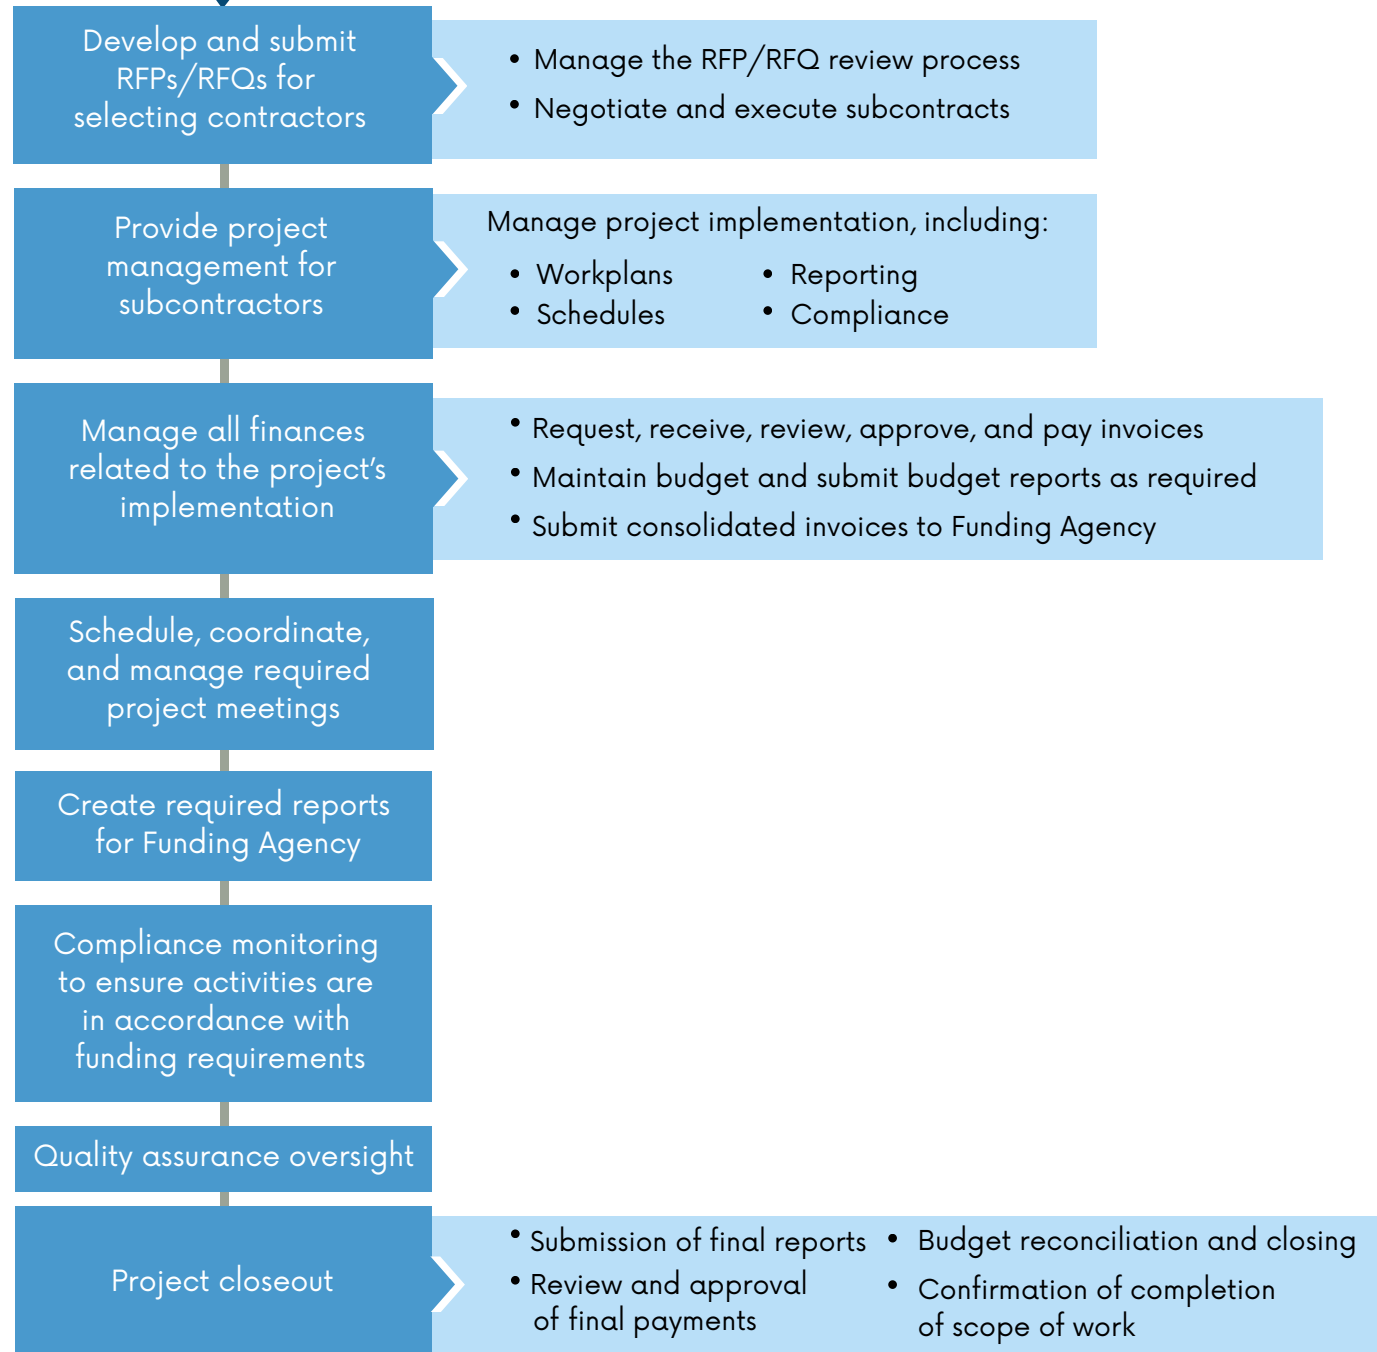 Develop and submit
RFPs/RFQs for
selecting contractors
• Manage the RFP/RFQ review process
• Negotiate and execute subcontracts
Provide project
management for
subcontractors
Manage project implementation, including:
• Workplans
• Schedules
• Reporting
• Compliance
Manage all finances
related to the project's
implementation
• Request, receive, review, approve, and pay invoices
• Maintain budget and submit budget reports as required
• Submit consolidated invoices to Funding Agency
Schedule, coordinate,
and manage required
project meetings
Create required reports
for Funding Agency
Compliance monitoring
to ensure activities are
in accordance with
funding requirements
Quality assurance oversight
Project closeout
• Submission of final reports
• Review and approval
of final payments
• Budget reconciliation and closing
• Confirmation of completion
of scope of work